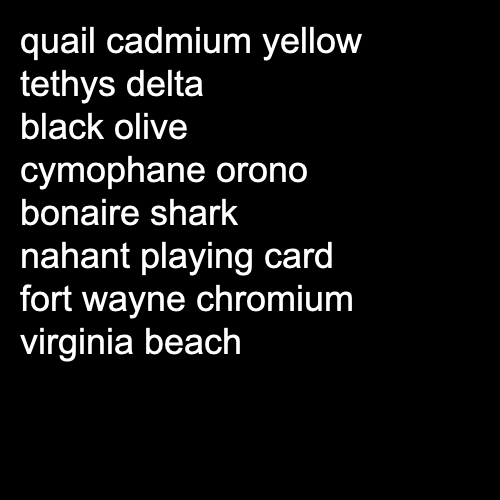 quail cadmium yellow
tethys delta
black olive
cymophane orono
bonaire shark
nahant playing card
fort wayne chromium
virginia beach